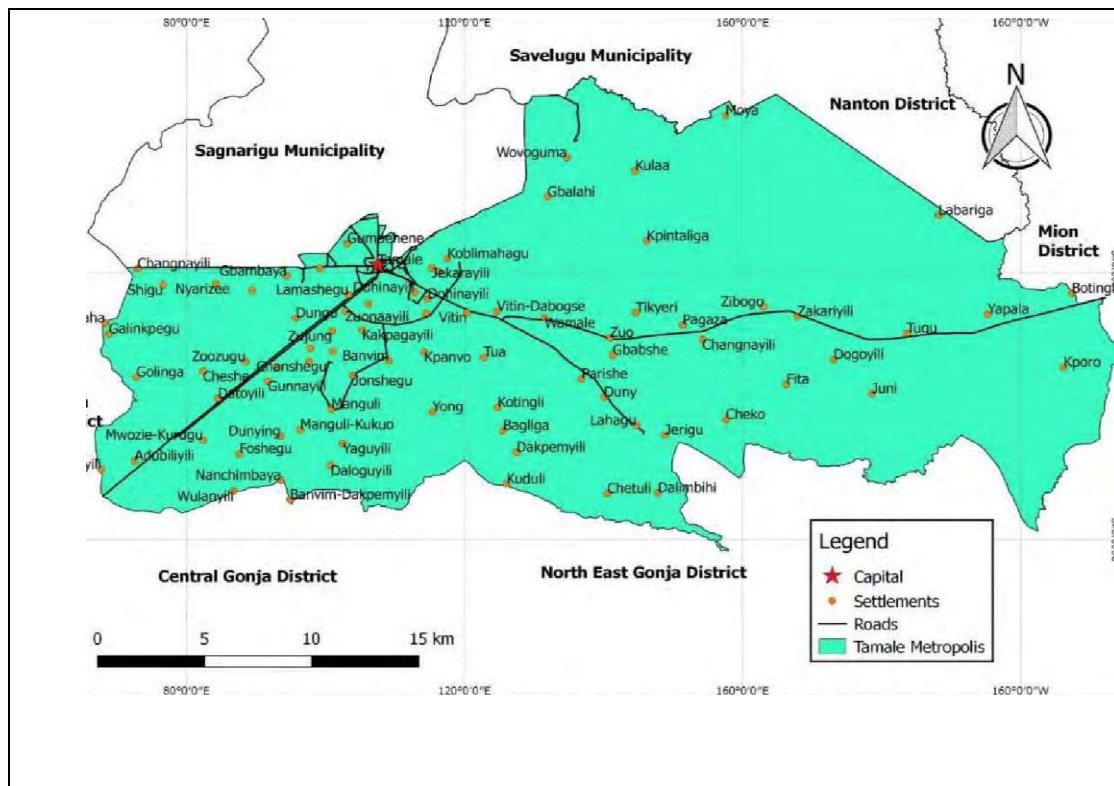 80°0'0"E 120°0'0"E 160°0'0"E 160°0'0"W
Savelugu Municipality
N
Nanton District
Moya
Sagnarigu Municipality
Wovoguma
Kulaa
Gbalahi
Labariga
Gumbehene
Kpintaliga
Mion
District
Tamale
Koblimahagu
Changnayili
Gbambaya
Jekarayili
Shigu
Nyarizee
Lamashegu
Dohinayili
Dohinayili
Botingli
Dungu
Zuonaayili
Vitin
Vitin-Dabogse
Wamale
Tikyeri
Zibogo
Yapala
Galinkpegu
Pagaza
Zakariyili
Zujung
Kakpagayili
Zuo
Changnayili
Tugu
Zoozugu
Chanshegu
Banvim
Kpanvo
Tua
Gbabshe
Dogoyili
Kporo
Golinga
Cheshe
Gunnayili
Jonshegu
Parishe
Fita
Juni
Datoyili
Manguli
Yong
Kotingli
Duny
Mwozie-Kurugu
Dunying
Manguli-Kukuo
Bagliga
Lahagu
Jerigu
Cheko
Adubiliyili
Foshegu
Yaguyili
Dakpemyili
Nanchimbaya
Daloguyili
Wulanyili
Banvim-Dakpemyili
Kuduli
Chetuli
Dalimbihi
Central Gonja District
North East Gonja District
Legend
Capital
Settlements
Roads
Tamale Metropolis
0 5 10 15 km
80°0'0"E 120°0'0"E 160°0'0"E 160°0'0"W